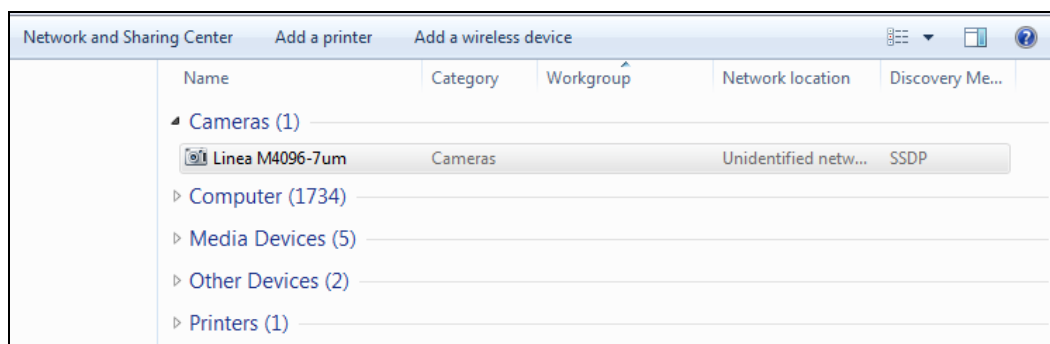 Network and Sharing Center Add a printer Add a wireless device
Name Category Workgroup Network location Discovery Me...
Cameras (1)
Linea M4096-7um Cameras Unidentified netw... SSDP
Computer (1734)
Media Devices (5)
Other Devices (2)
Printers (1)